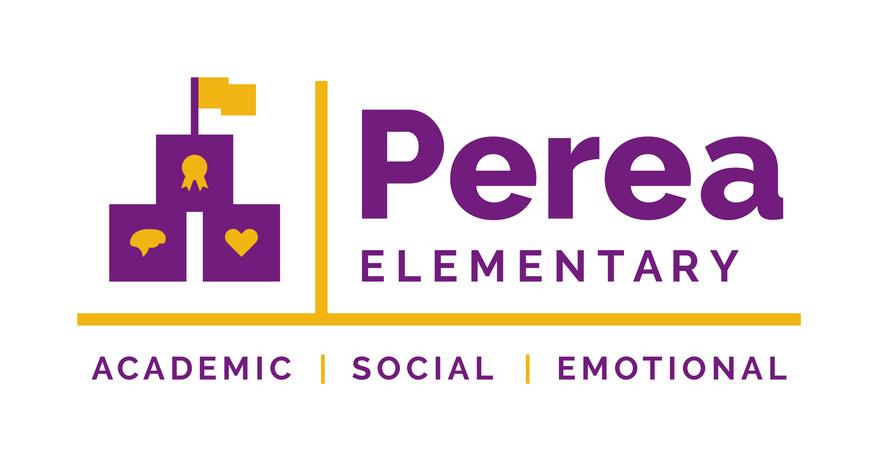 Perea
ELEMENTARY
ACADEMIC | SOCIAL | EMOTIONAL